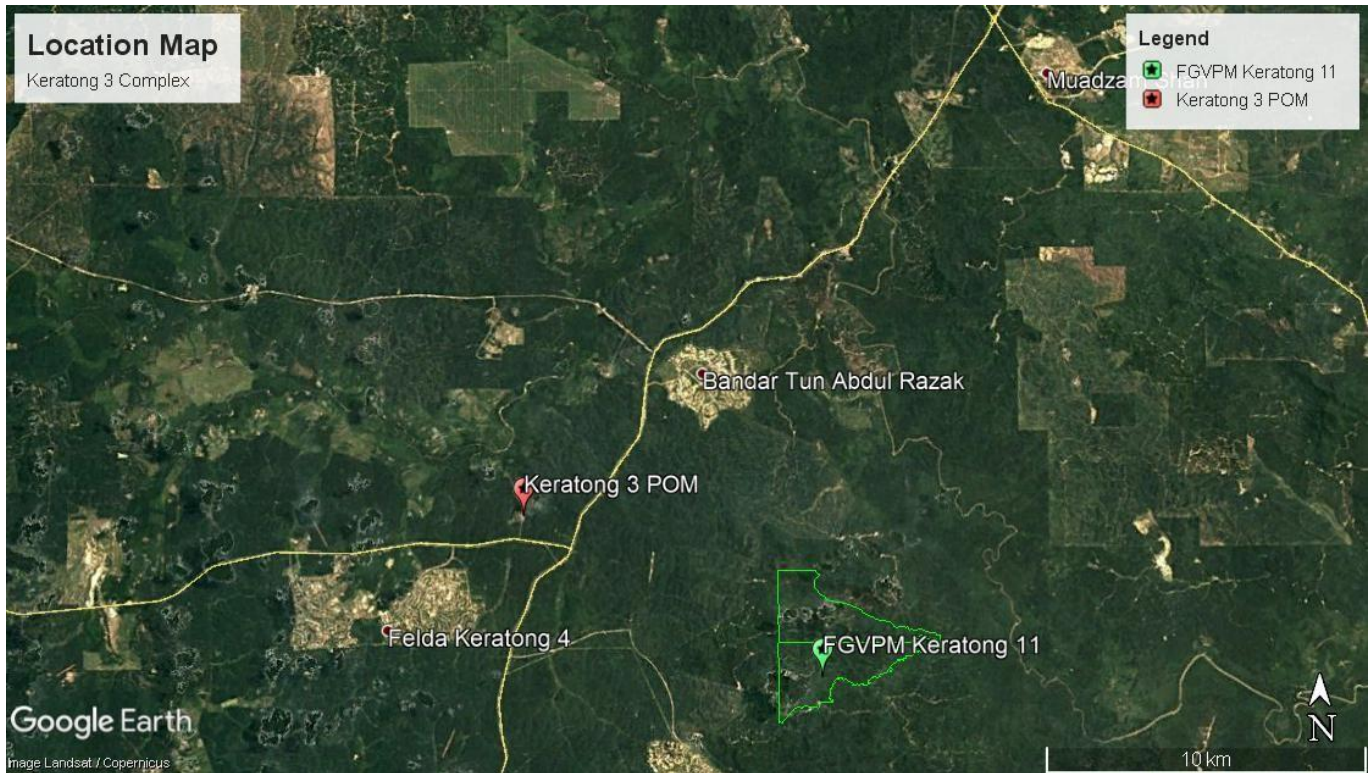 Location Map
Keratong 3 Complex
Legend
FGVPM Keratong 11
Keratong 3 POM
Muadzam Shah
Bandar Tun Abdul Razak
Keratong 3 POM
Felda Keratong 4
FGVPM Keratong 11
Google Earth
N
Image Landsat / Copernicus
10 km